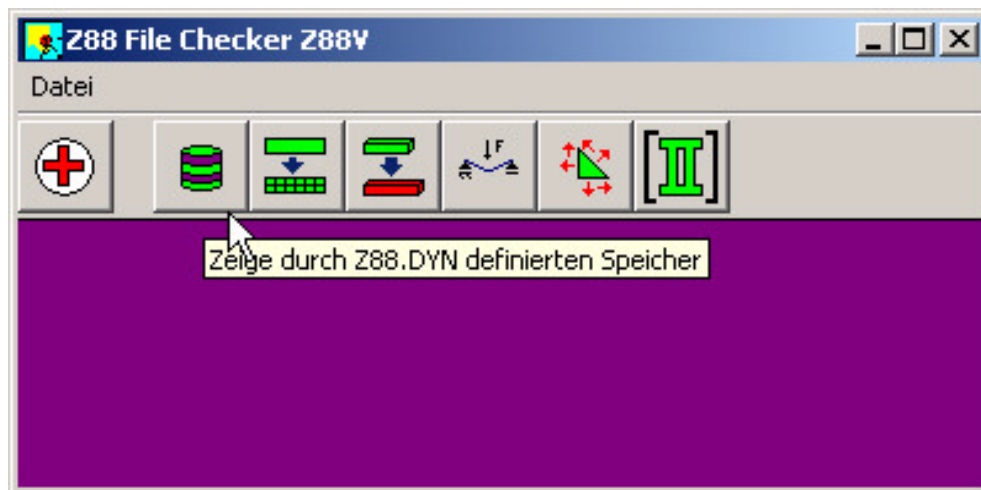 Z88 File Checker Z88V
Datei
F
Zeige durch Z88.DYN definierten Speicher